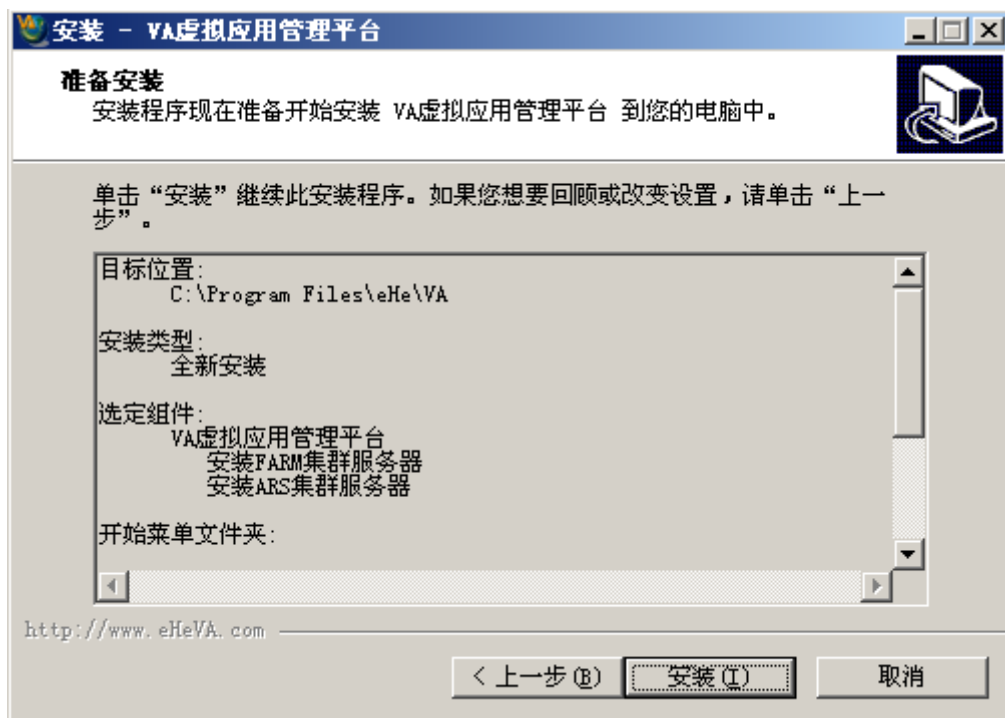 安装 - VA虚拟应用管理平台
准备安装
安装程序现在准备开始安装 VA虚拟应用管理平台 到您的电脑中。
单击“安装”继续此安装程序。如果您想要回顾或改变设置，请单击“上一
步”。
目标位置:
C:\Program Files\eHe\VA
安装类型:
全新安装
选定组件:
VA虚拟应用管理平台
安装FARM集群服务器
安装ARS集群服务器
开始菜单文件夹:
http://www.eHeVA.com
< 上一步(B) 安装(I) 取消